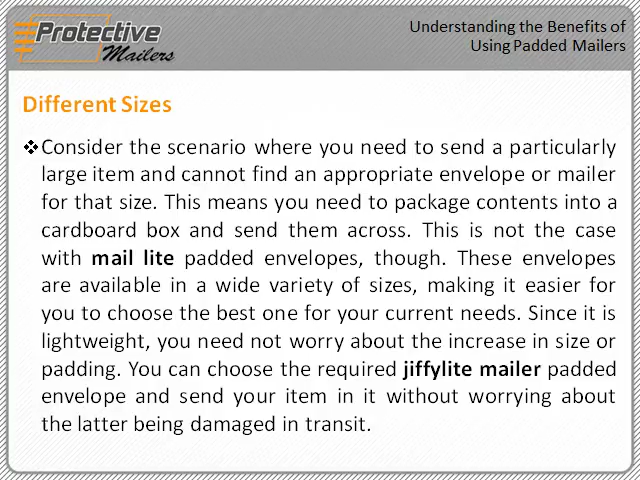 Protective
Mailers
Understanding the Benefits of
Using Padded Mailers
Different Sizes
❖Consider the scenario where you need to send a particularly
large item and cannot find an appropriate envelope or mailer
for that size. This means you need to package contents into a
cardboard box and send them across. This is not the case
with mail lite padded envelopes, though. These envelopes
are available in a wide variety of sizes, making it easier for
you to choose the best one for your current needs. Since it is
lightweight, you need not worry about the increase in size or
padding. You can choose the required jiffylite mailer padded
envelope and send your item in it without worrying about
the latter being damaged in transit.